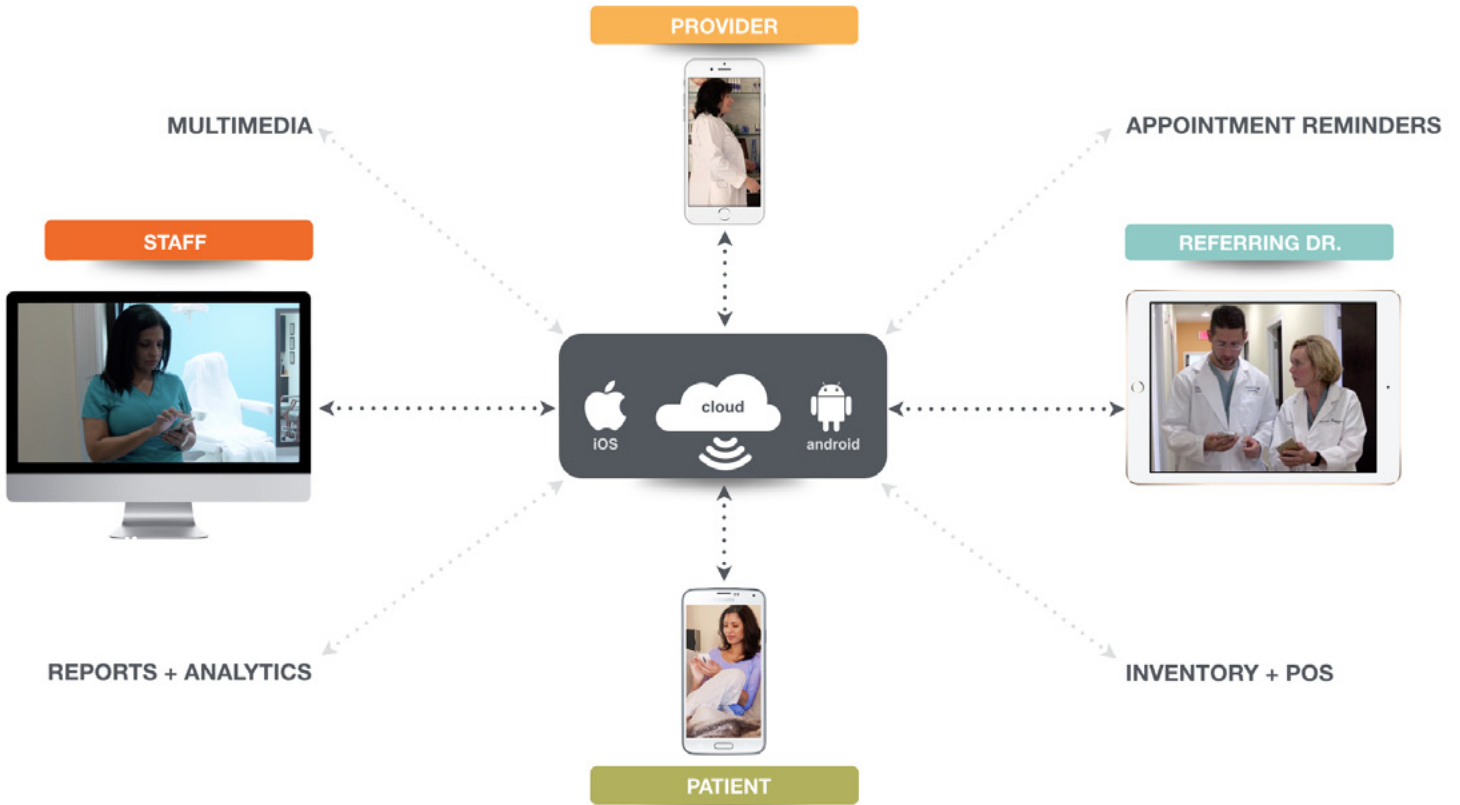 PROVIDER
MULTIMEDIA
APPOINTMENT REMINDERS
STAFF
REFERRING DR.
cloud
iOS
android
REPORTS + ANALYTICS
INVENTORY + POS
PATIENT